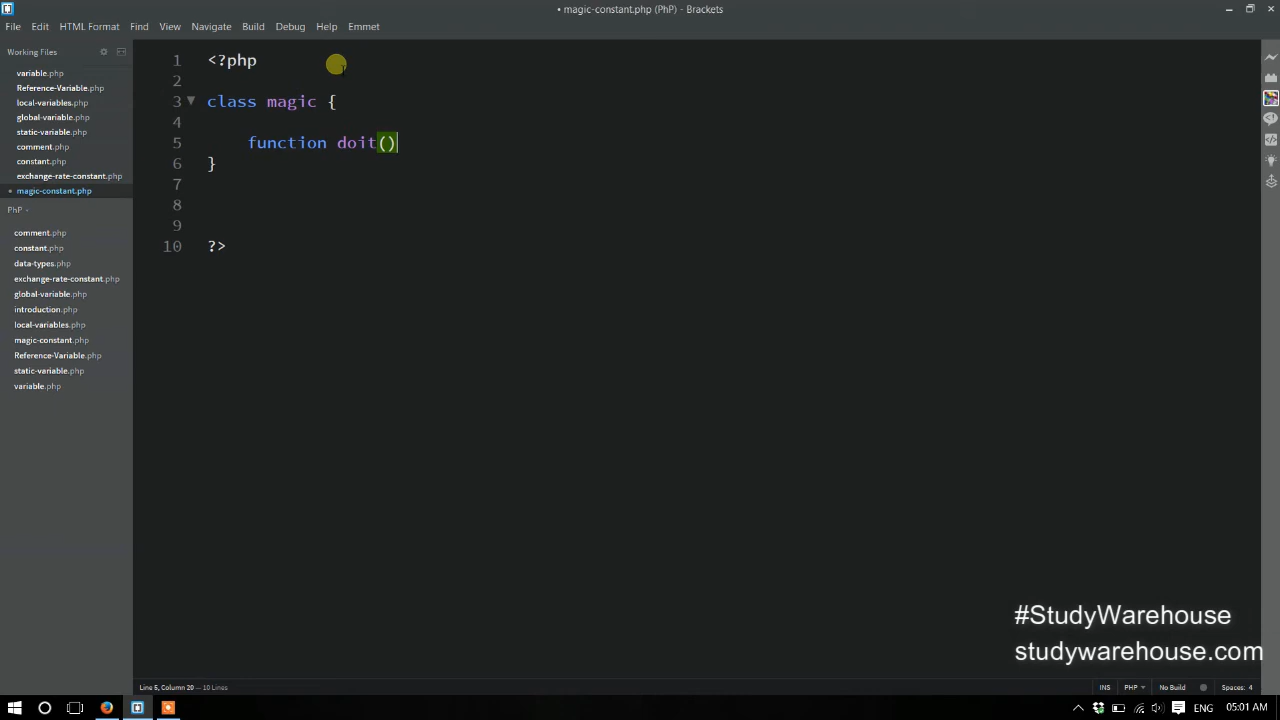 • magic-constant.php (PhP) - Brackets
File Edit HTML Format Find View Navigate Build Debug Help Emmet
Working Files
variable.php
Reference-Variable.php
local-variables.php
global-variable.php
static-variable.php
comment.php
constant.php
exchange-rate-constant.php
magic-constant.php
PhP
comment.php
constant.php
data-types.php
exchange-rate-constant.php
global-variable.php
introduction.php
local-variables.php
magic-constant.php
Reference-Variable.php
static-variable.php
variable.php
1 <?php
2
3 class magic {
4
5 function doit()
6 }
7
8
9
10 ?>
#StudyWarehouse
studywarehouse.com
Line 5, Column 20 — 10 Lines
INS PHP No Build Spaces: 4
ENG 05:01 AM